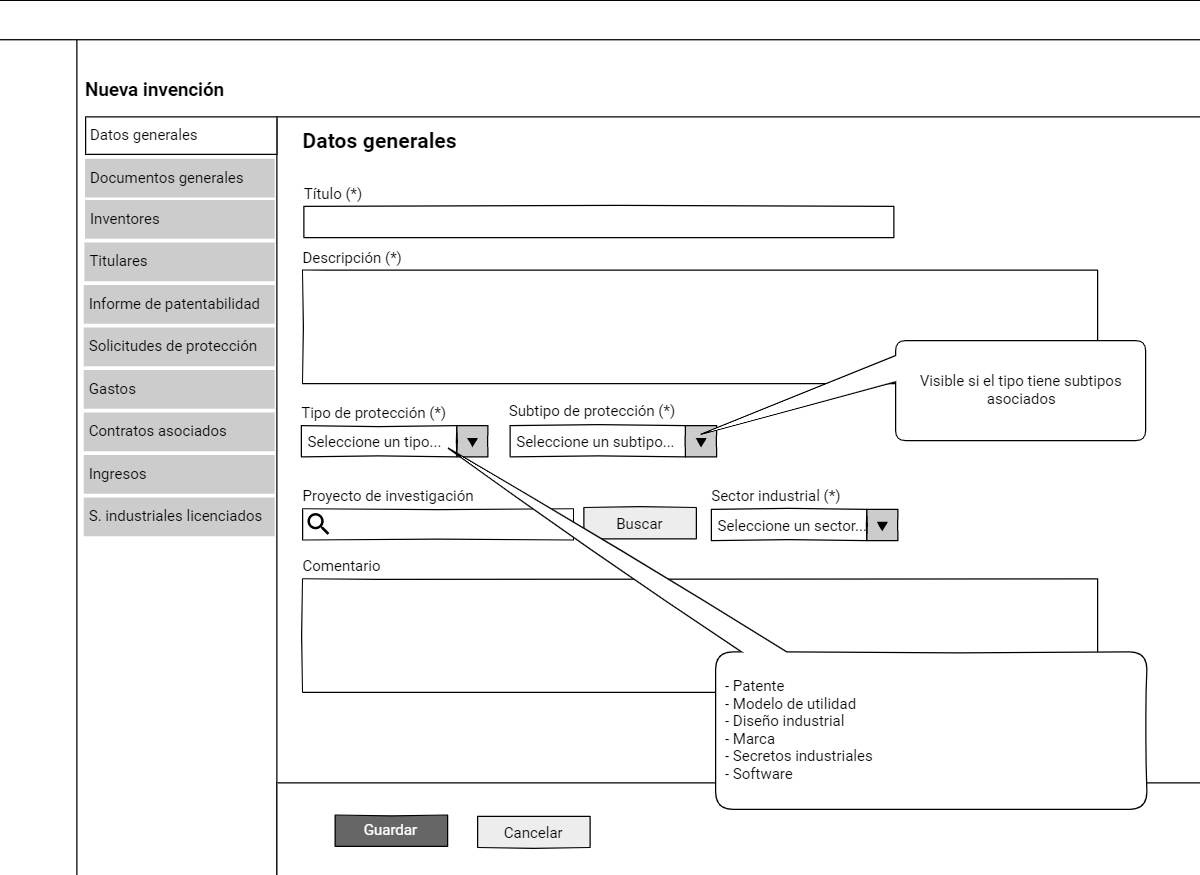 Nueva invención
Datos generales
Documentos generales
Inventores
Titulares
Informe de patentabilidad
Solicitudes de protección
Gastos
Contratos asociados
Ingresos
S. industriales licenciados
Datos generales
Título (*)
Descripción (*)
Visible si el tipo tiene subtipos
asociados
Tipo de protección (*)
Subtipo de protección (*)
Seleccione un tipo...
Seleccione un subtipo...
Proyecto de investigación
Sector industrial (*)
Buscar
Seleccione un sector...
Comentario
- Patente
- Modelo de utilidad
- Diseño industrial
- Marca
- Secretos industriales
- Software
Guardar
Cancelar